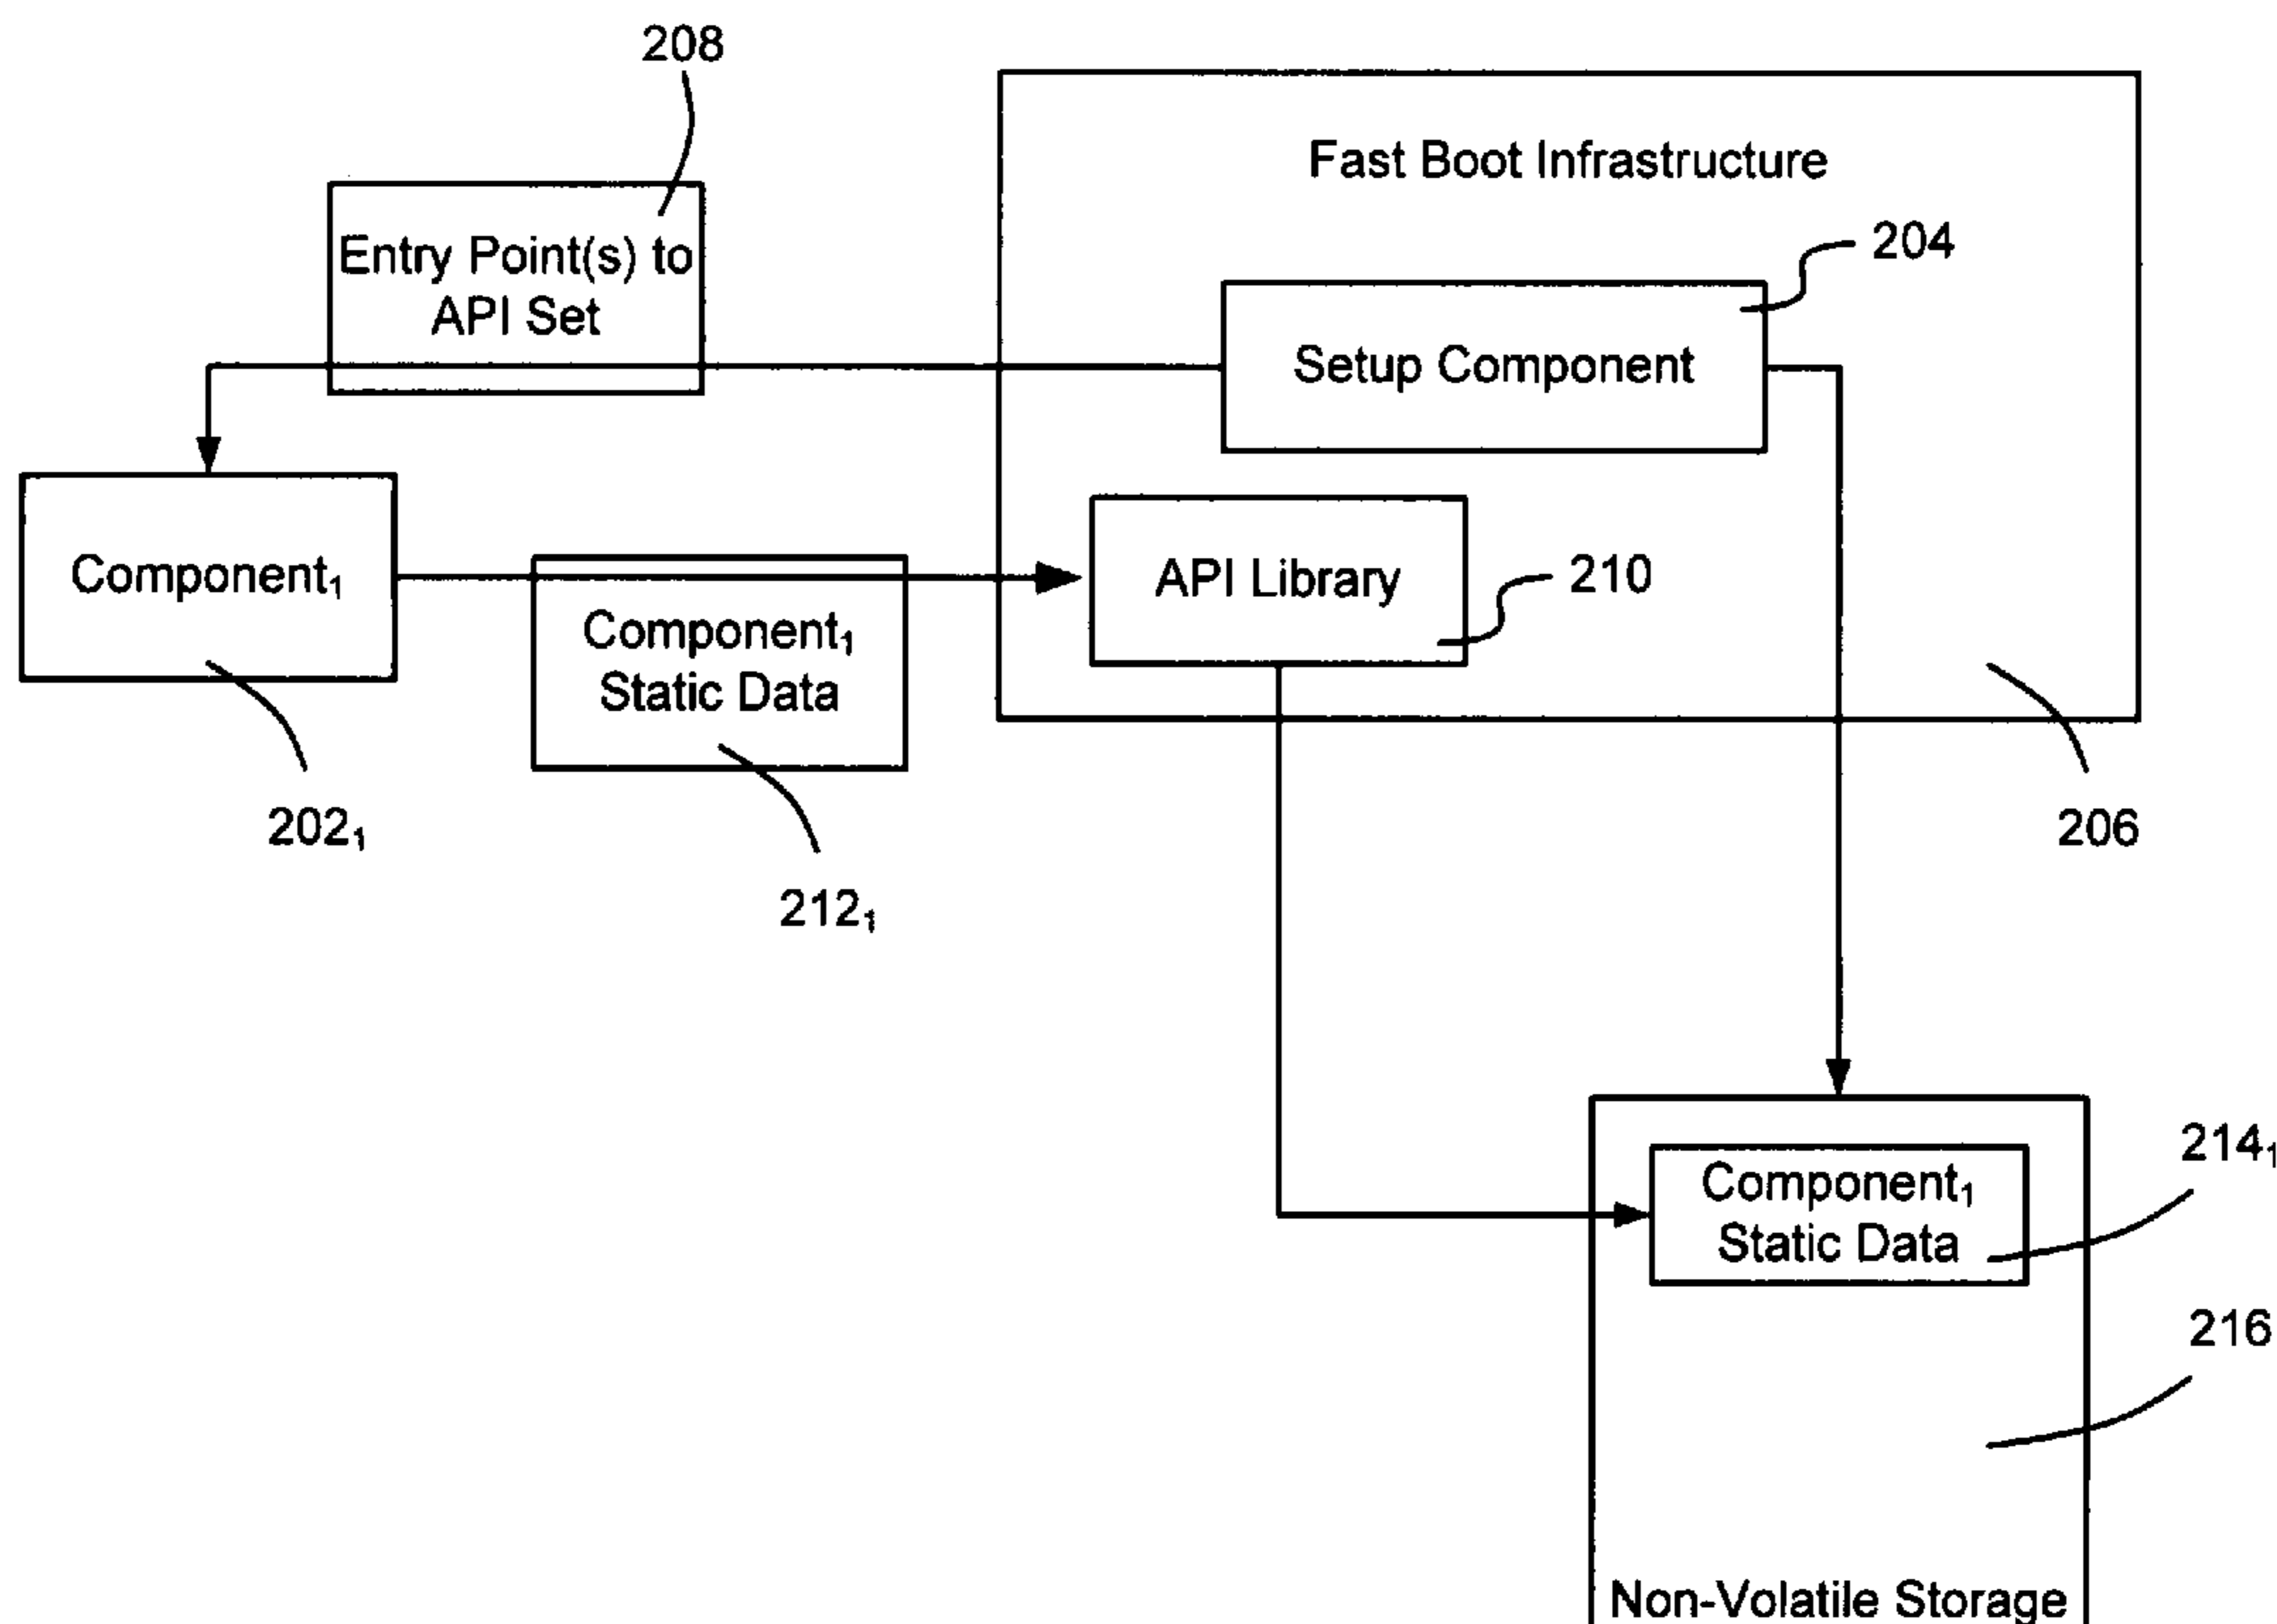 208
Fast Boot Infrastructure
Entry Point(s) to
API Set
204
Setup Component
Component₁
API Library
210
Component₁
Static Data
202₁
212₁
206
Component₁
Static Data
214₁
216
Non-Volatile Storage